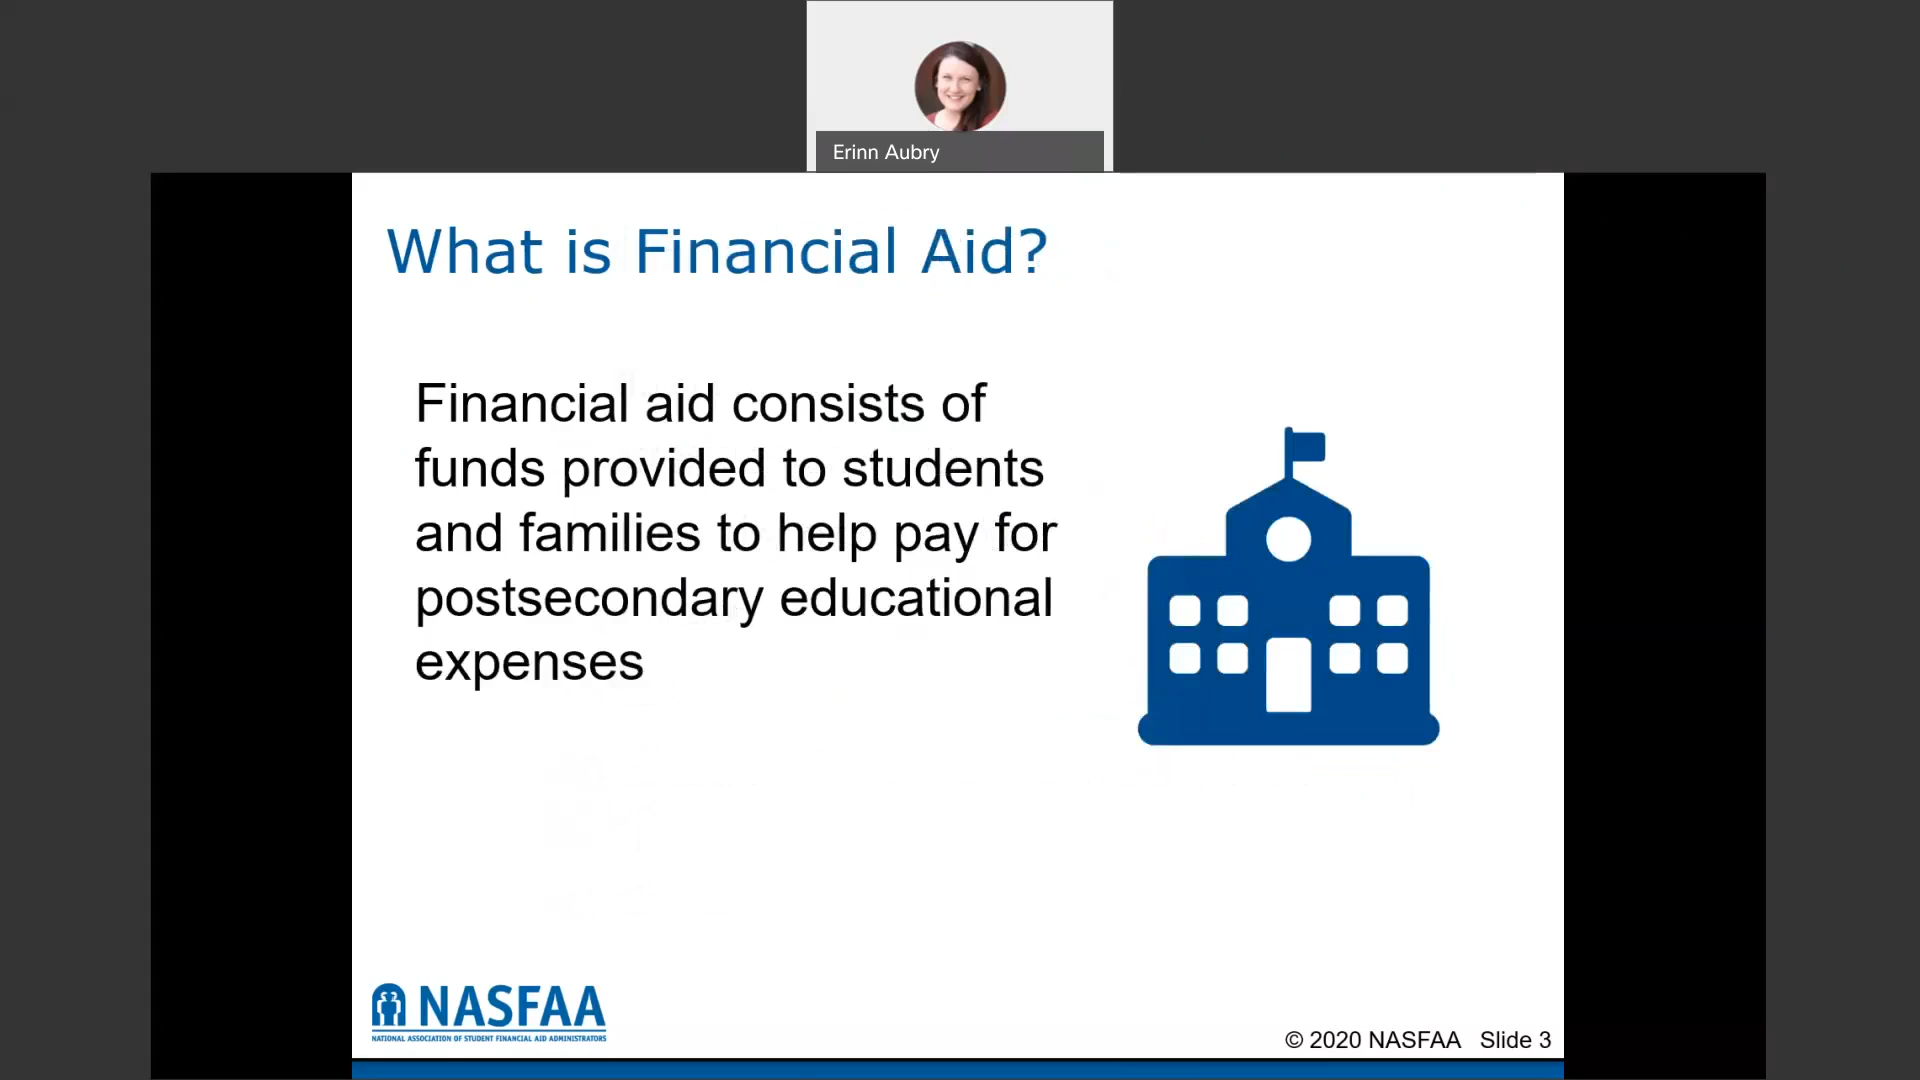 Erinn Aubry
What is Financial Aid?
Financial aid consists of
funds provided to students
and families to help pay for
postsecondary educational
expenses
NASFAA
NATIONAL ASSOCIATION OF STUDENT FINANCIAL AID ADMINISTRATORS
© 2020 NASFAA Slide 3